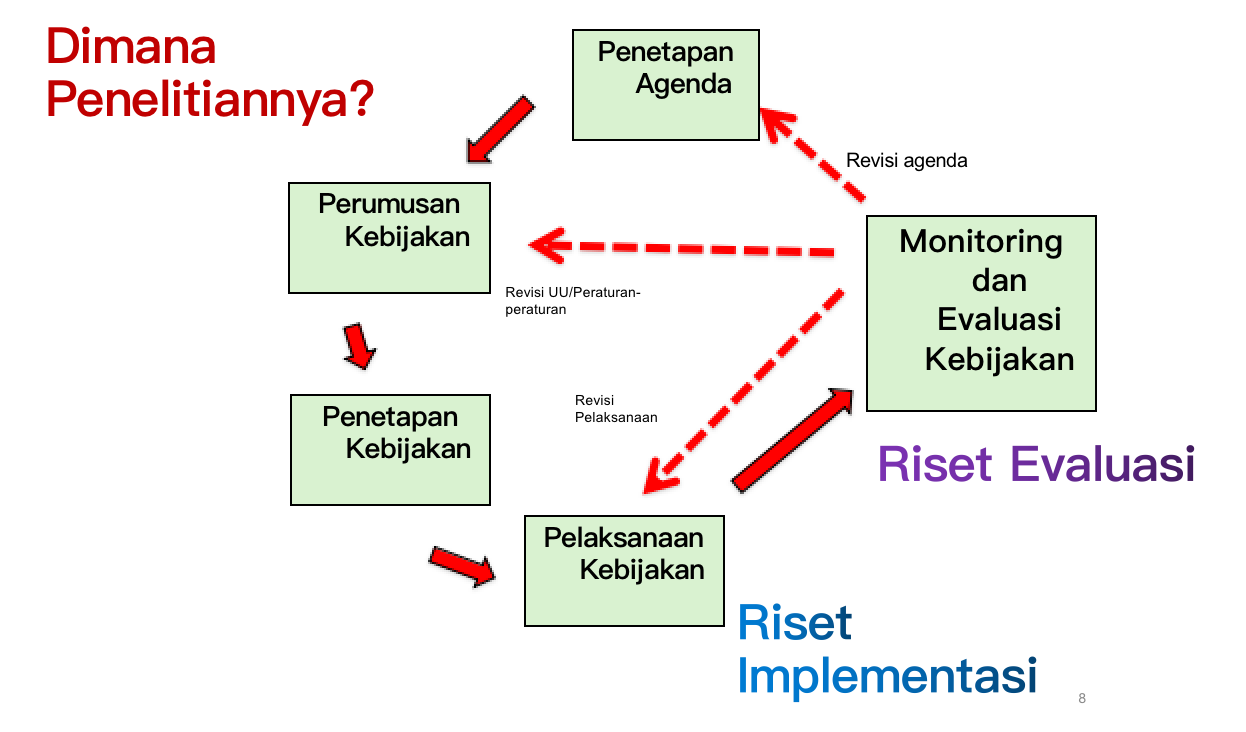 Dimana
Penelitiannya?
Penetapan
Agenda
Revisi agenda
Perumusan
Kebijakan
Monitoring
dan
Evaluasi
Kebijakan
Revisi UU/Peraturan-
peraturan
Penetapan
Kebijakan
Revisi
Pelaksanaan
Riset Evaluasi
Pelaksanaan
Kebijakan
Riset
Implementasi
8